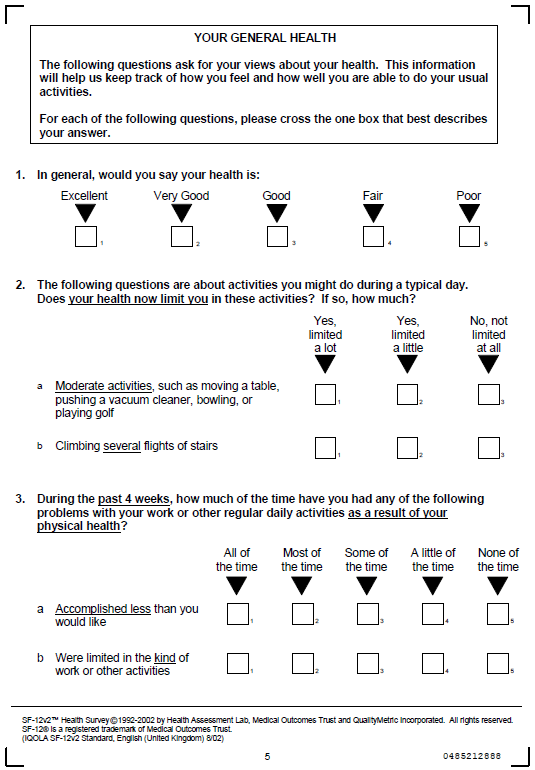 YOUR GENERAL HEALTH
The following questions ask for your views about your health. This information
will help us keep track of how you feel and how well you are able to do your usual
activities.
For each of the following questions, please cross the one box that best describes
your answer.
1. In general, would you say your health is:
Excellent Very Good Good Fair Poor
1 2 3 4 5
2. The following questions are about activities you might do during a typical day.
Does your health now limit you in these activities? If so, how much?
Yes, Yes, No, not
limited limited limited
a lot a little at all
a Moderate activities, such as moving a table,
pushing a vacuum cleaner, bowling, or
playing golf
1 2 3
b Climbing several flights of stairs
1 2 3
3. During the past 4 weeks, how much of the time have you had any of the following
problems with your work or other regular daily activities as a result of your
physical health?
All of Most of Some of A little of None of
the time the time the time the time the time
a Accomplished less than you
would like
1 2 3 4 5
b Were limited in the kind of
work or other activities
1 2 3 4 5
SF-12v2™ Health Survey©1992-2002 by Health Assessment Lab, Medical Outcomes Trust and QualityMetric Incorporated. All rights reserved.
SF-12® is a registered trademark of Medical Outcomes Trust.
(IQOLA SF-12v2 Standard, English (United Kingdom) 8/02)
5
0485212888